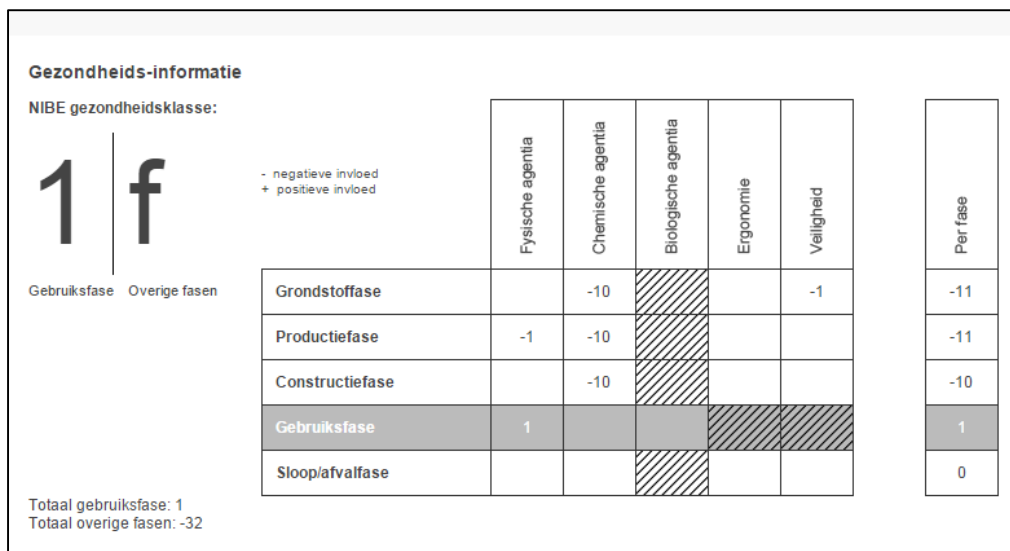 Gezondheids-informatie
NIBE gezondheidsklasse:
1 f
- negatieve invloed
+ positieve invloed
Gebruiksfase Overige fasen
Fysische agentia Chemische agentia Biologische agentia Ergonomie Veiligheid Per fase
Grondstoffase -10 -1 -11
Productiefase -1 -10 -11
Constructiefase -10 -10
Gebruiksfase 1 1
Sloop/afvalfase 0
Totaal gebruiksfase: 1
Totaal overige fasen: -32